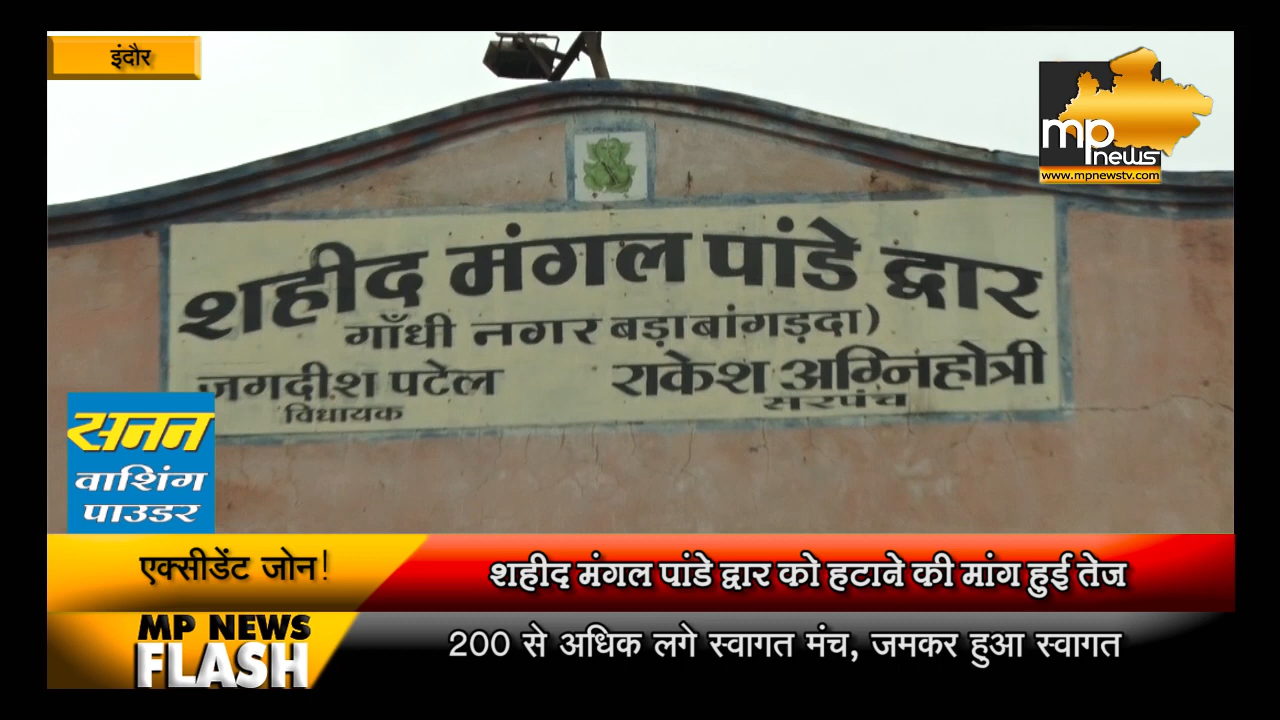 इंदौर
mp news
www.mpnewstv.com
शहीद मंगल पांडे द्वार
गाँधी नगर बड़ाबांगड़दा)
जगदीश पटेल
राकेश अग्निहोत्री
विधायक
सरपंच
सनन
वाशिंग
पाउडर
एक्सीडेंट जोन!
शहीद मंगल पांडे द्वार को हटाने की मांग हुई तेज
MP NEWS
FLASH
200 से अधिक लगे स्वागत मंच, जमकर हुआ स्वागत